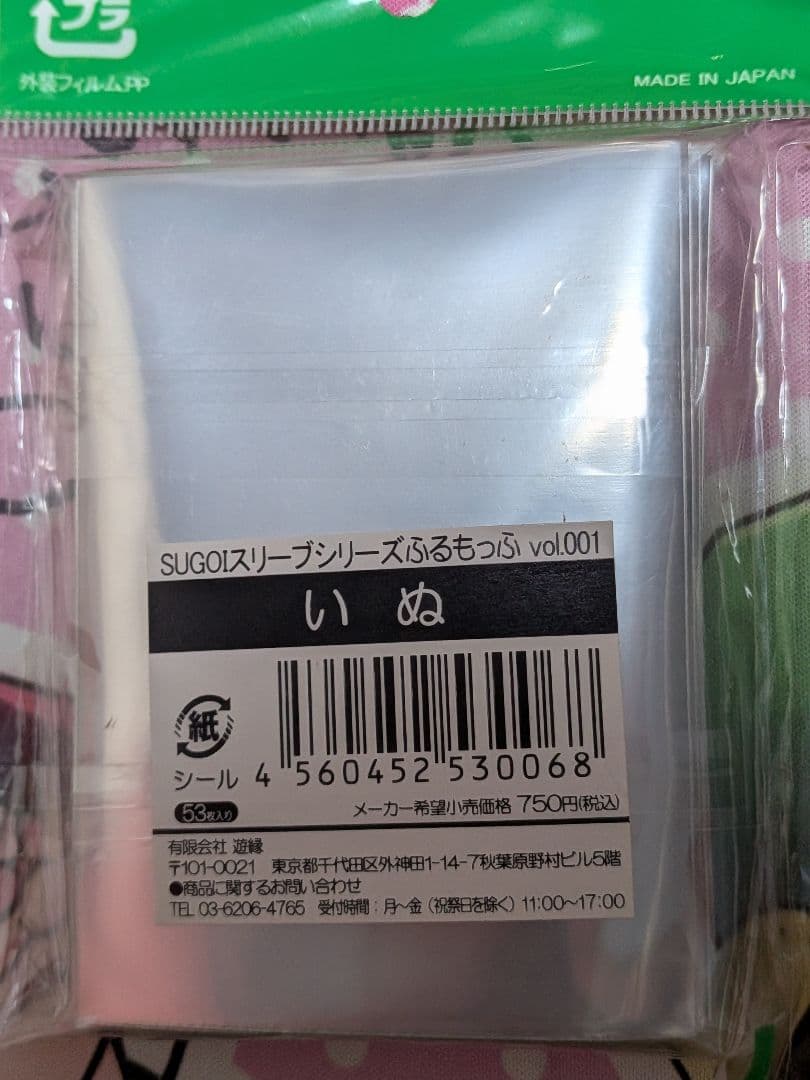 プラ
外装フィルム:PP
MADE IN JAPAN
SUGOIスリーブシリーズふるもっふ vol.001
いぬ
紙
シール
4 560452 530068
53枚入り
メーカー希望小売価格 750円(税込)
有限会社 遊縁
〒101-0021 東京都千代田区外神田1-14-7秋葉原野村ビル5階
●商品に関するお問い合わせ
TEL 03-6206-4765 受付時間:月〜金(祝祭日を除く)11:00〜17:00